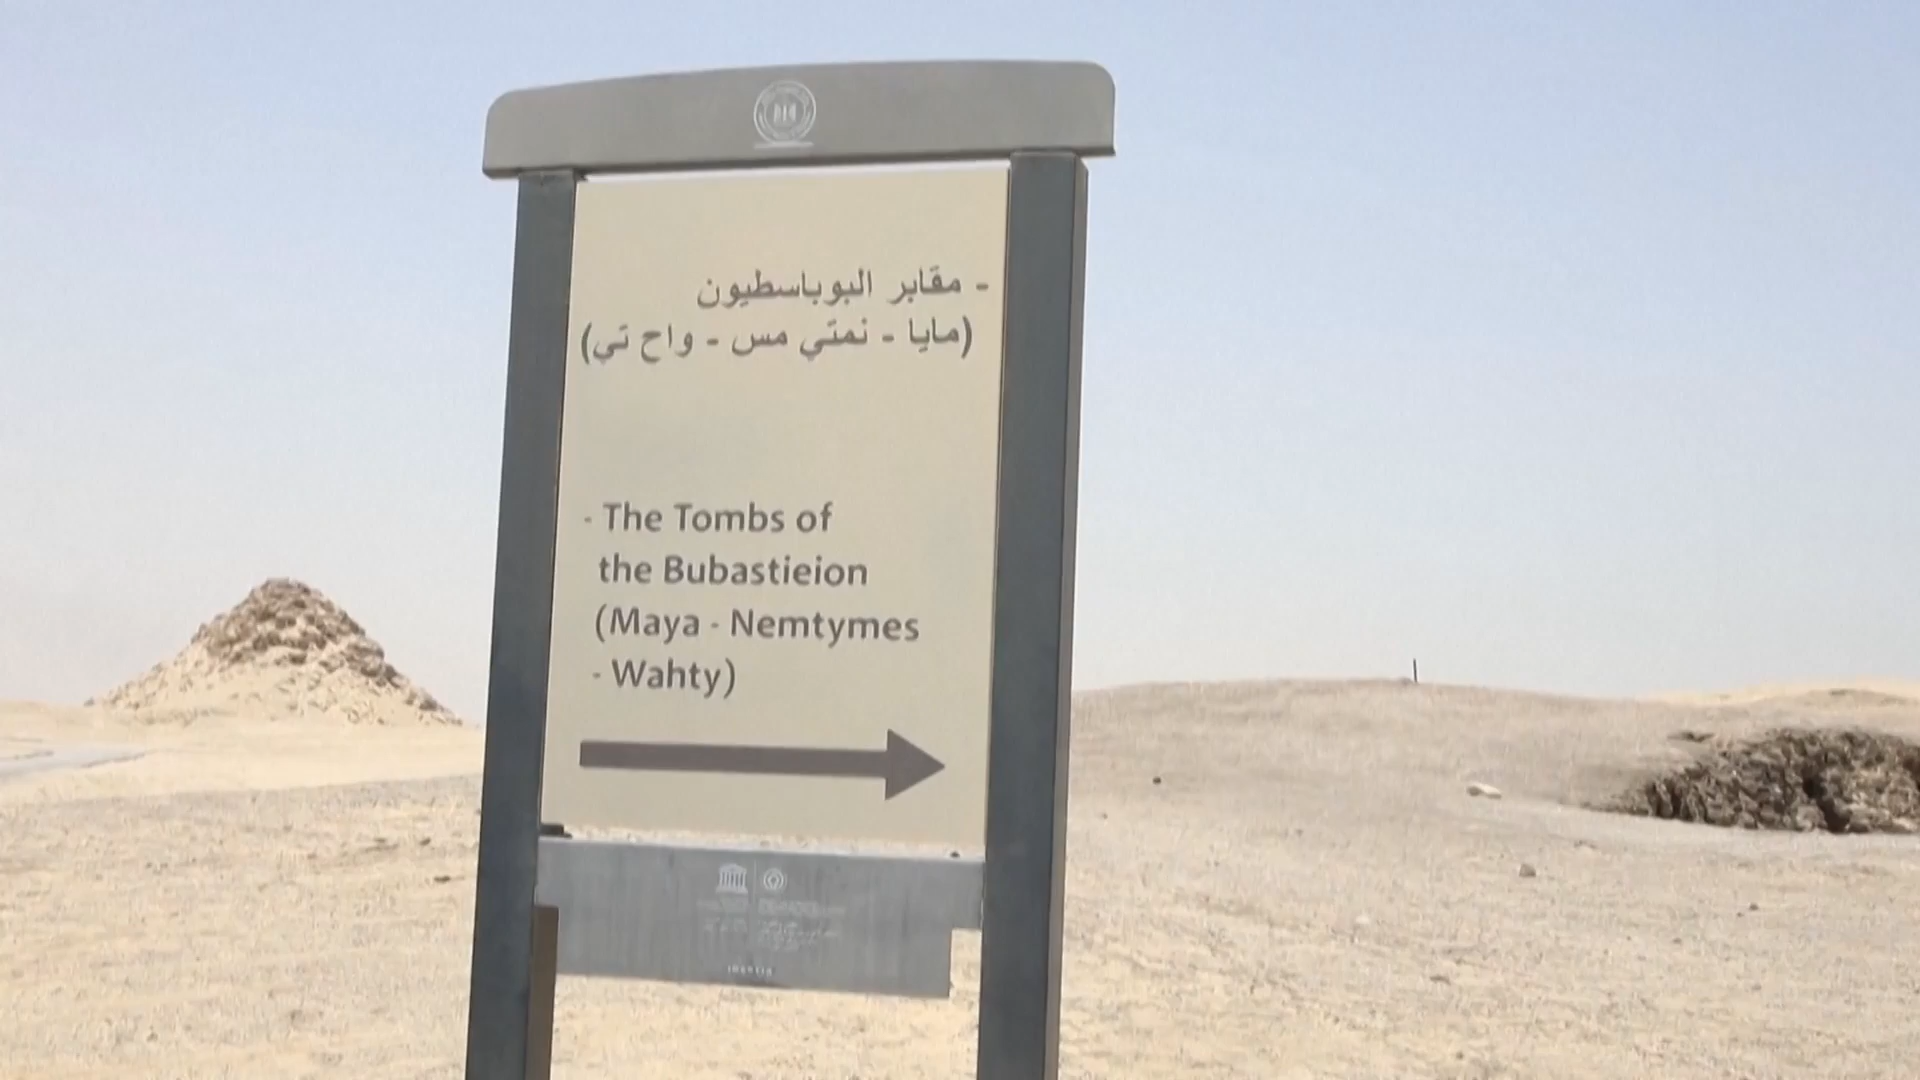 - مقابر البوباسطيون
(مايا - نمتي مس - واح تي)
- The Tombs of
the Bubastieion
(Maya - Nemtymes
- Wahty)